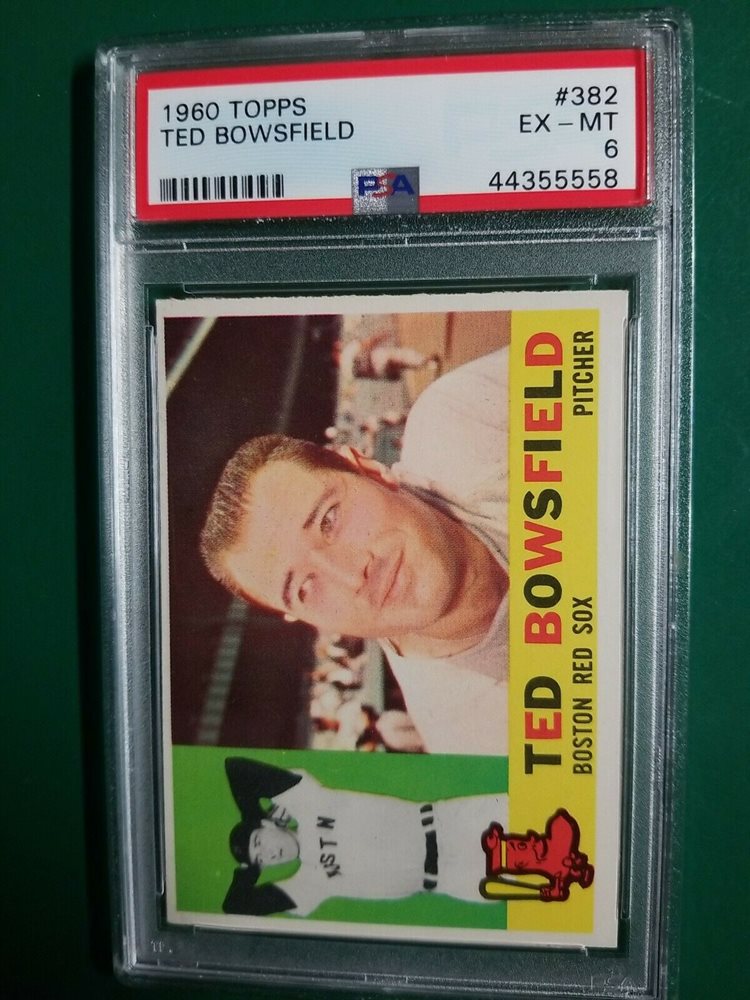 1960 TOPPS
TED BOWSFIELD
#382
EX – MT
6
44355558
PSA
TED BOWSFIELD
BOSTON RED SOX
PITCHER